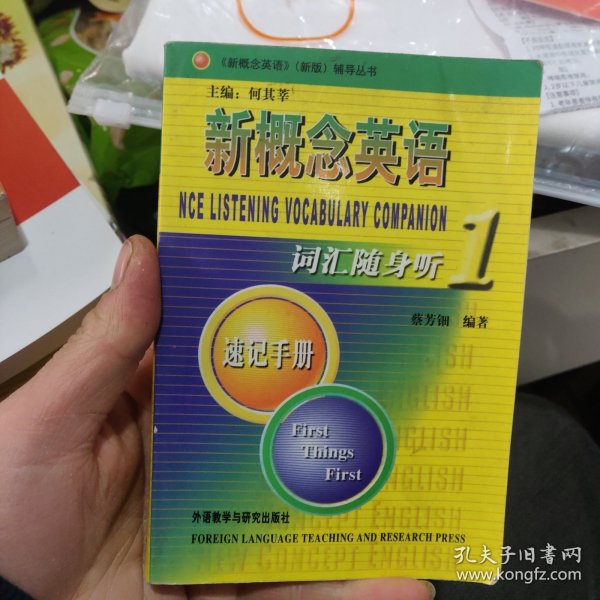 《新概念英语》(新版)辅导丛书
主编：何其莘
新概念英语
NCE LISTENING VOCABULARY COMPANION
词汇随身听 1
蔡芳钿 编著
速记手册
First
Things
First
ENGLISH
ENGLISH
ENGLISH
外语教学与研究出版社
FOREIGN LANGUAGE TEACHING AND RESEARCH PRESS
孔夫子旧书网
www.kongfz.com